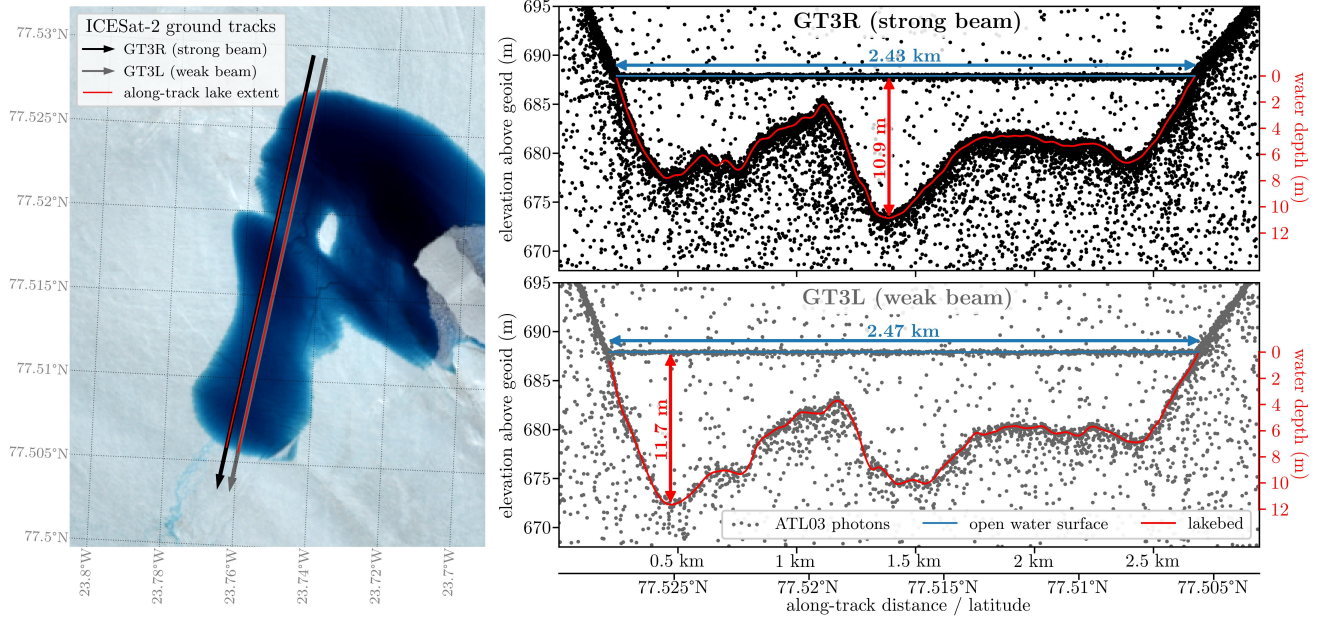 ICESat-2 ground tracks
GT3R (strong beam)
GT3L (weak beam)
along-track lake extent
77.53°N
77.525°N
77.52°N
77.515°N
77.51°N
77.505°N
77.5°N
23.8°W
23.78°W
23.76°W
23.74°W
23.72°W
23.7°W
GT3R (strong beam)
2.43 km
10.9 m
elevation above geoid (m)
695
690
685
680
675
670
0
2
4
6
8
10
12
water depth (m)
GT3L (weak beam)
2.47 km
11.7 m
elevation above geoid (m)
695
690
685
680
675
670
0
2
4
6
8
10
12
water depth (m)
ATL03 photons
open water surface
lakebed
0.5 km
1 km
1.5 km
2 km
2.5 km
77.525°N
77.52°N
77.515°N
77.51°N
77.505°N
along-track distance / latitude